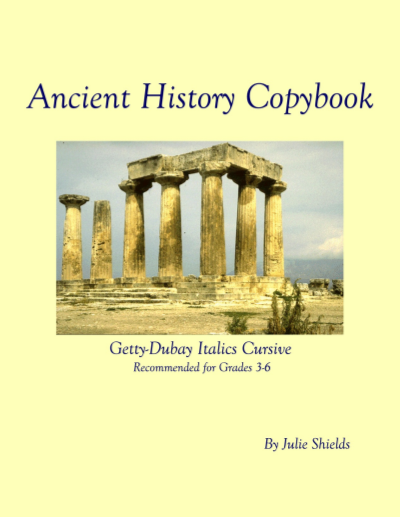 Ancient History Copybook
Getty-Dubay Italics Cursive
Recommended for Grades 3-6
By Julie Shields